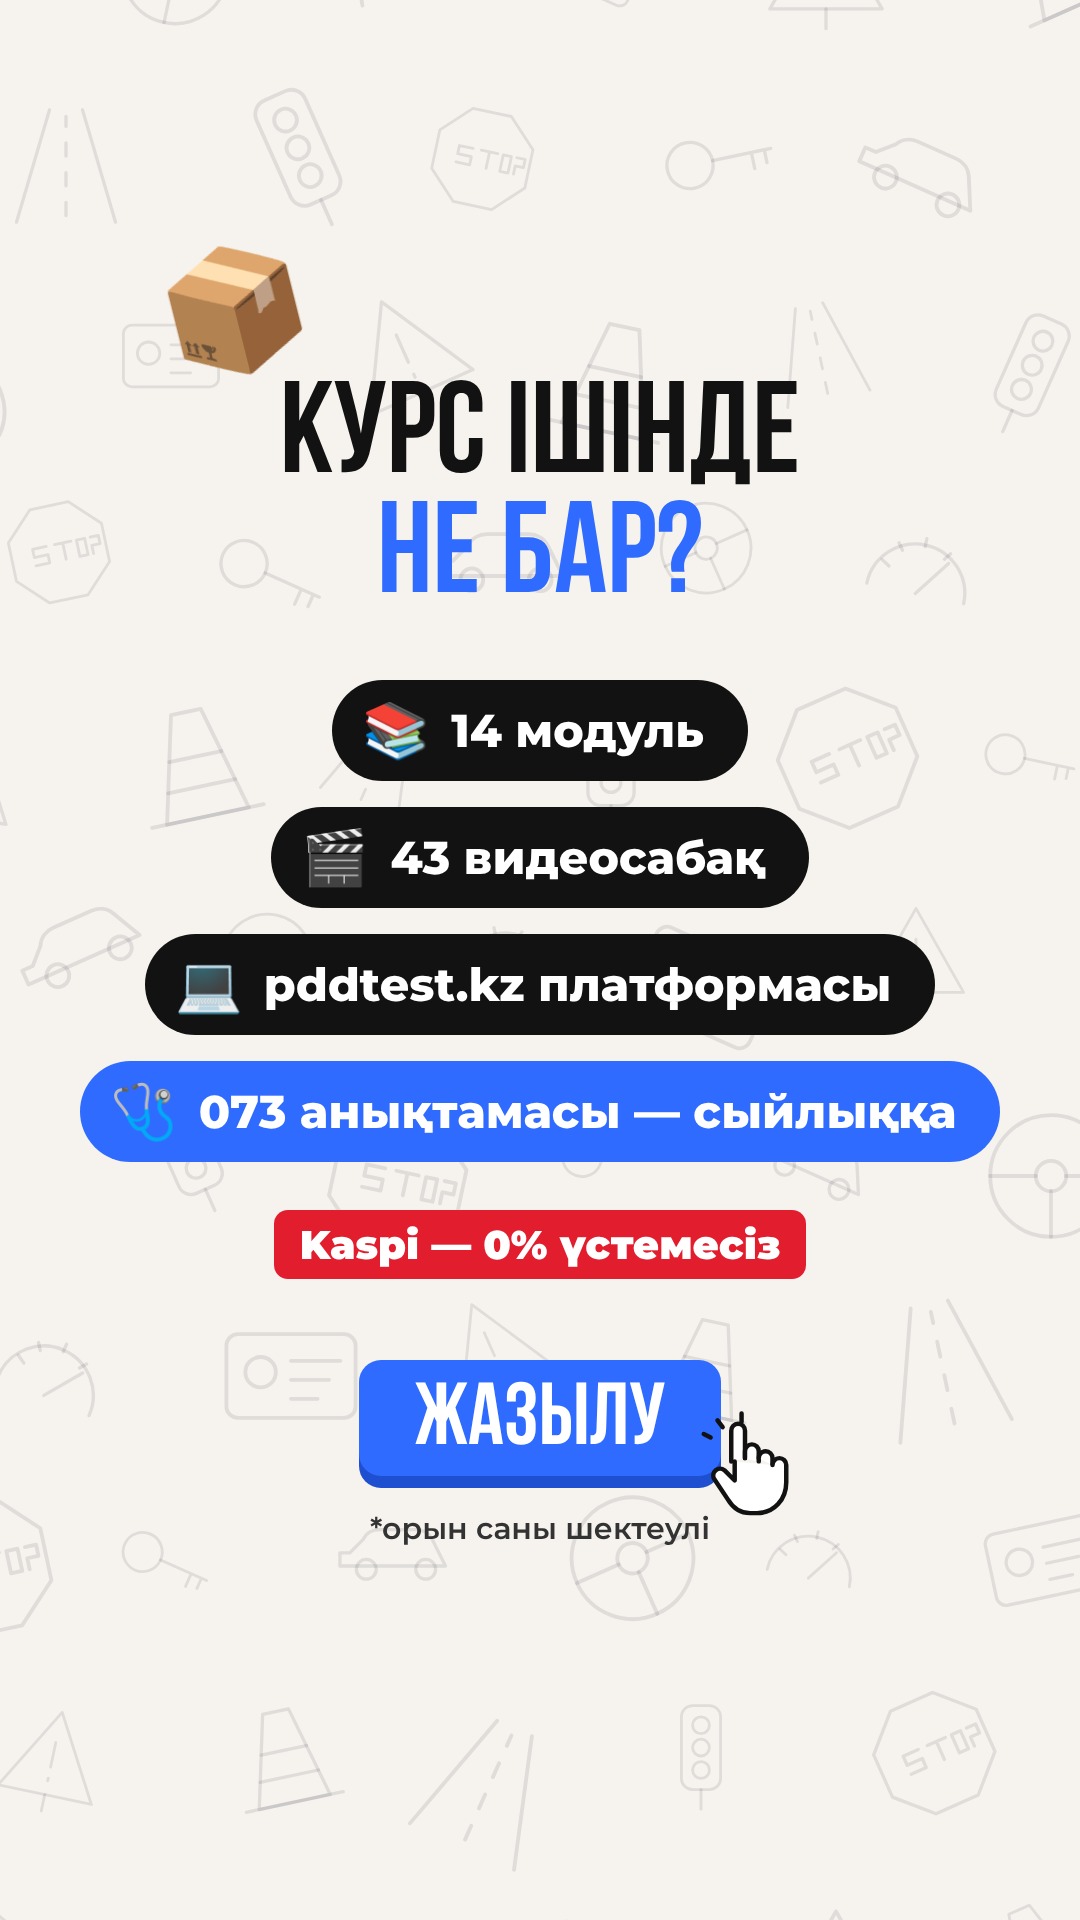 КУРС ІШІНДЕ
НЕ БАР?
14 модуль
43 видеосабақ
pddtest.kz платформасы
073 анықтамасы — сыйлыққа
Kaspi — 0% үстемесіз
ЖАЗЫЛУ
*орын саны шектеулі